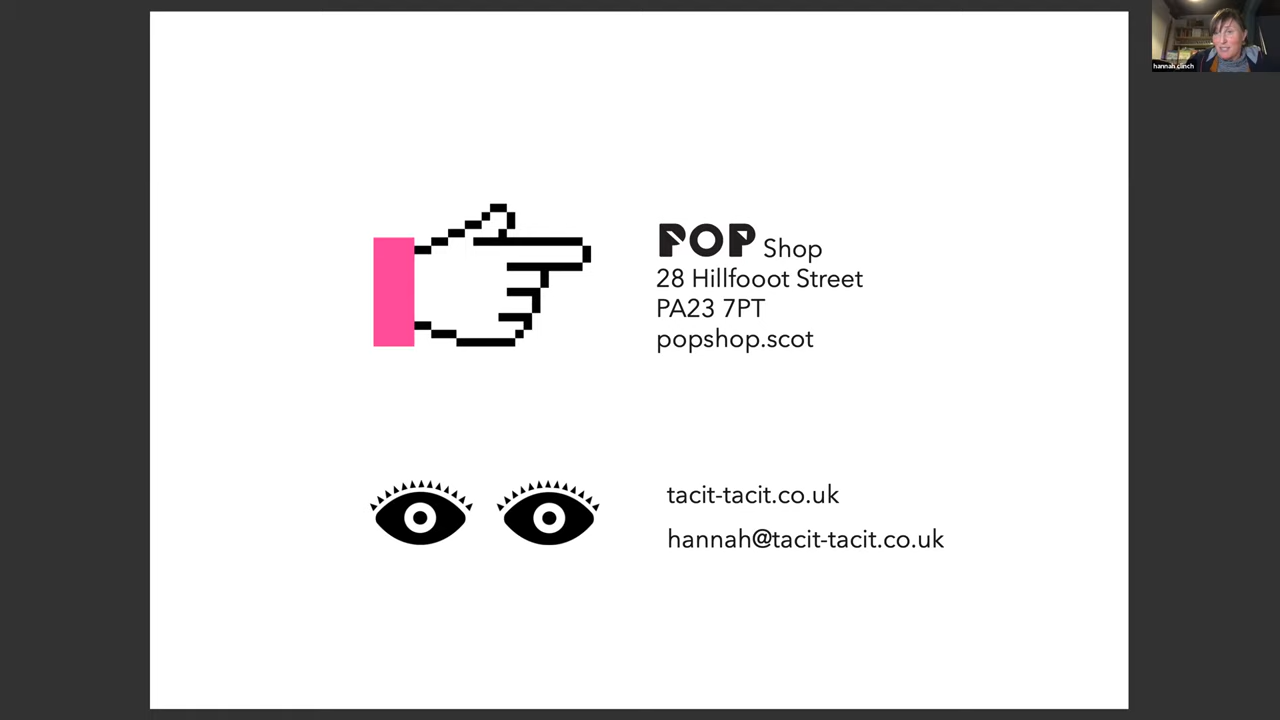 hannah clinch
POP Shop
28 Hillfooot Street
PA23 7PT
popshop.scot
tacit-tacit.co.uk
hannah@tacit-tacit.co.uk